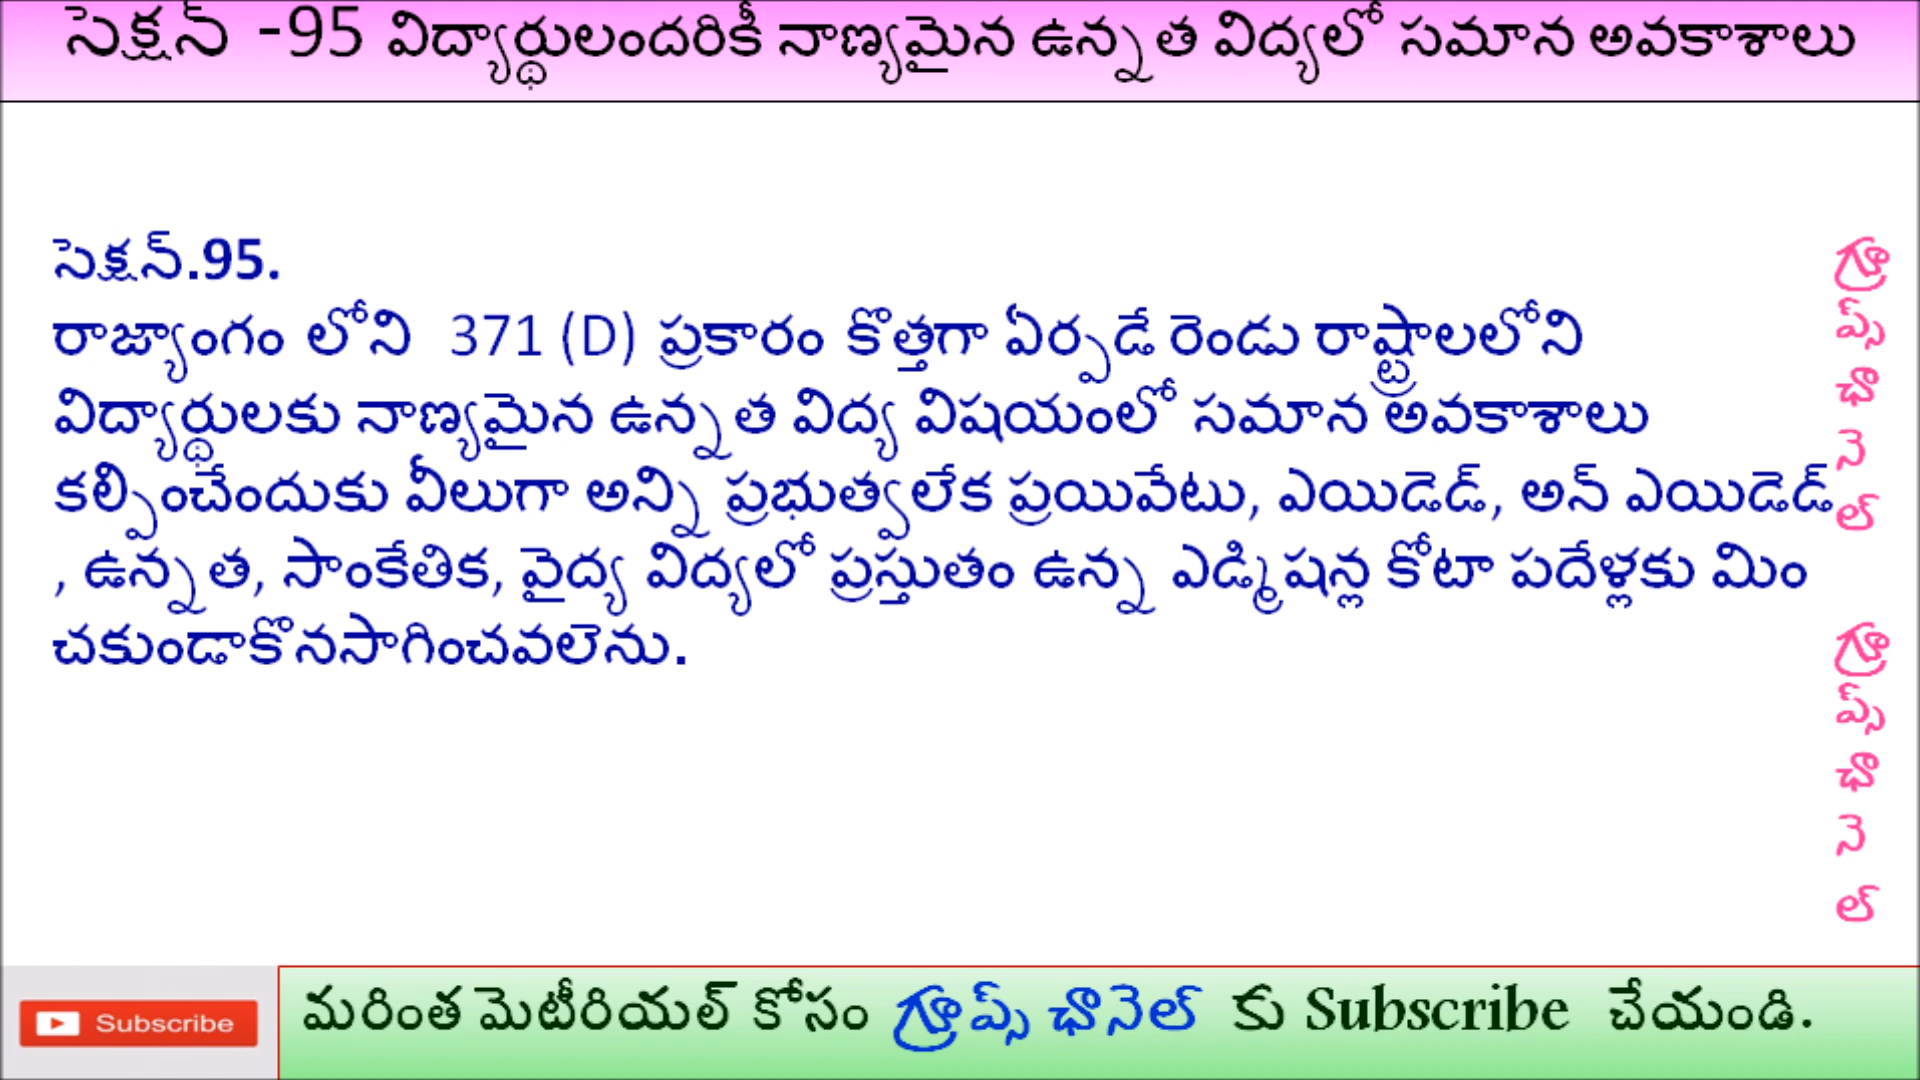 సెక్షన్ -95 విద్యార్థులందరికీ నాణ్యమైన ఉన్నత విద్యలో సమాన అవకాశాలు
సెక్షన్.95.
రాజ్యాంగం లోని 371 (D) ప్రకారం కొత్తగా ఏర్పడే రెండు రాష్ట్రాలలోని
విద్యార్థులకు నాణ్యమైన ఉన్నత విద్య విషయంలో సమాన అవకాశాలు
కల్పించేందుకు వీలుగా అన్ని ప్రభుత్వలేక ప్రయివేటు, ఎయిడెడ్, అన్ ఎయిడెడ్
, ఉన్నత, సాంకేతిక, వైద్య విద్యలో ప్రస్తుతం ఉన్న ఎడ్మిషన్ల కోటా పదేళ్లకు మిం
చకుండాకొనసాగించవలెను.
గ్రూప్స్ ఛానెల్
గ్రూప్స్ ఛానెల్
Subscribe
మరింత మెటీరియల్ కోసం గ్రూప్స్ ఛానెల్ కు Subscribe చేయండి.